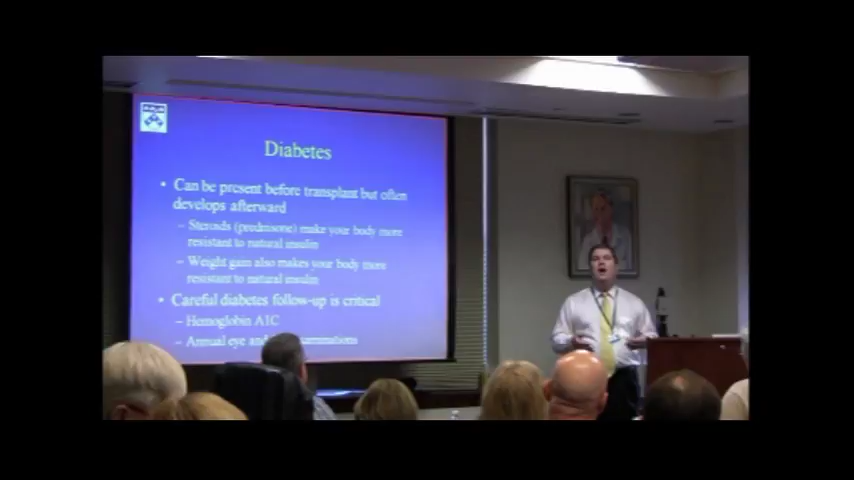 Diabetes
• Can be present before transplant but often
develops afterward
– Steroids (prednisone) make your body more
resistant to natural insulin
– Weight gain also makes your body more
resistant to natural insulin
• Careful diabetes follow-up is critical
– Hemoglobin A1C
– Annual eye and examinations